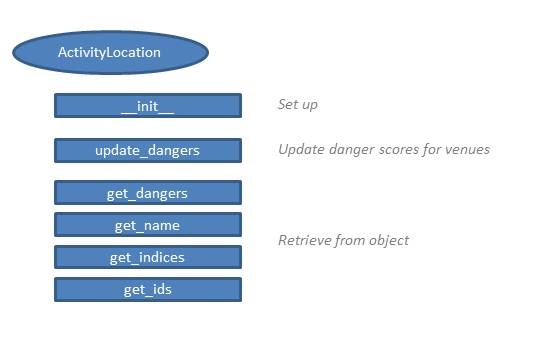 ActivityLocation
__init__
Set up
update_dangers
Update danger scores for venues
get_dangers
get_name
Retrieve from object
get_indices
get_ids